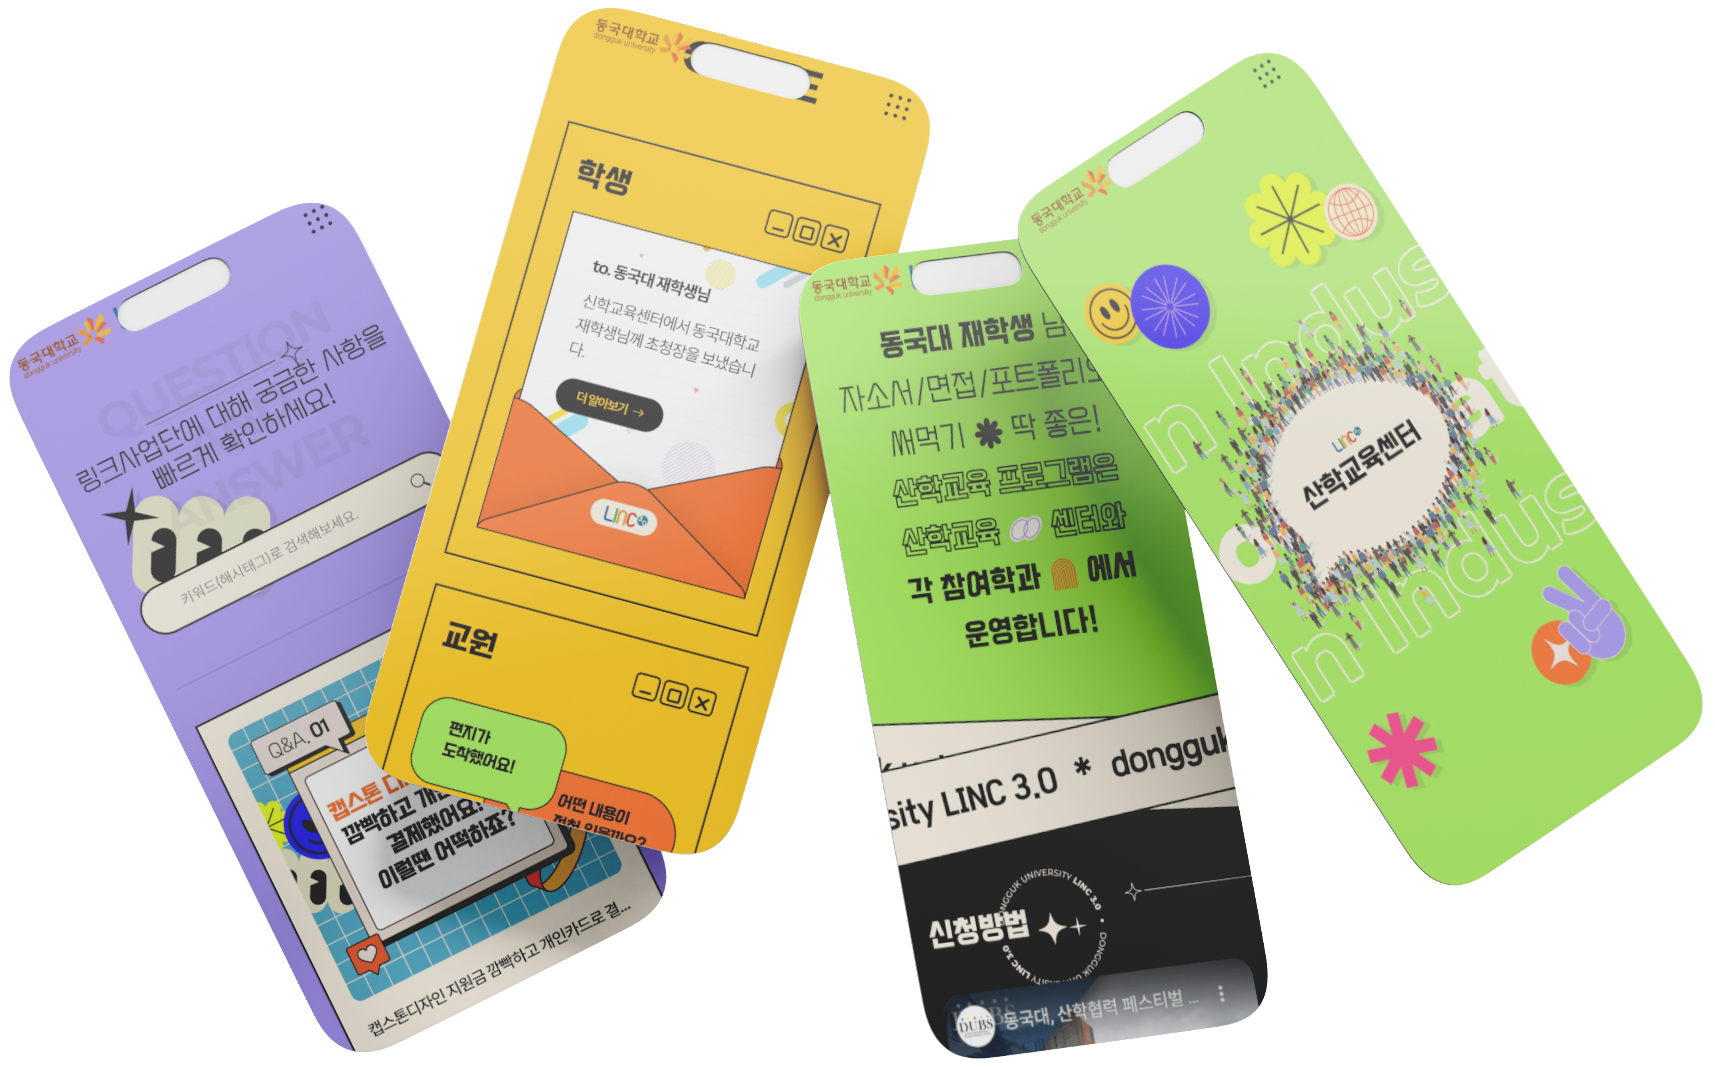 동국대학교
dongguk university
QUESTION
링크사업단에 대해 궁금한 사항을
빠르게 확인하세요!
ANSWER
키워드(해시태그)로 검색해보세요.
Q&A. 01
캡스톤
깜빡하고
결제했어요!
이럴땐 어떡하죠?
캡스톤디자인 지원금 깜빡하고 개인카드로 결...
동국대학교
dongguk university
학생
to. 동국대 재학생님
신학교육센터에서 동국대학교
재학생님께 초청장을 보냈습니
다.
더 알아보기 →
LINC
교원
편지가
도착했어요!
어떤 내용이
동국대학교
dongguk university
동국대 재학생 님
자소서/면접/포트폴리오
써먹기 딱 좋은!
산학교육 프로그램은
산학교육 센터와
각 참여학과 에서
운영합니다!
sity LINC 3.0 * dongguk
신청방법
DONGGUK UNIVERSITY LINC 3.0
DUBS
동국대, 산학협력 페스티벌 ...
동국대학교
dongguk university
n Indus
LINC
산학교육센터
n Indus